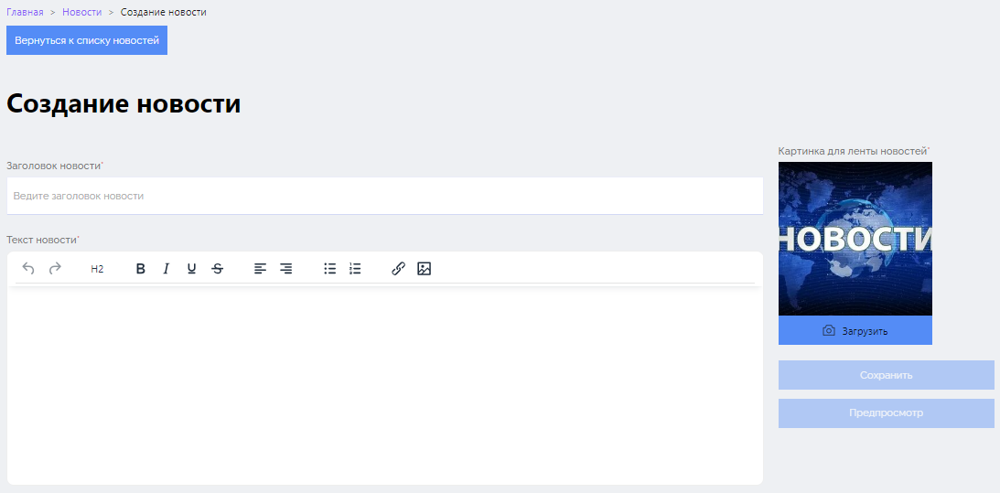 Главная > Новости > Создание новости
Вернуться к списку новостей
Создание новости
Заголовок новости*
Ведите заголовок новости
Текст новости*
H2 B I U S
Картинка для ленты новостей*
НОВОСТИ
Загрузить
Сохранить
Предпросмотр